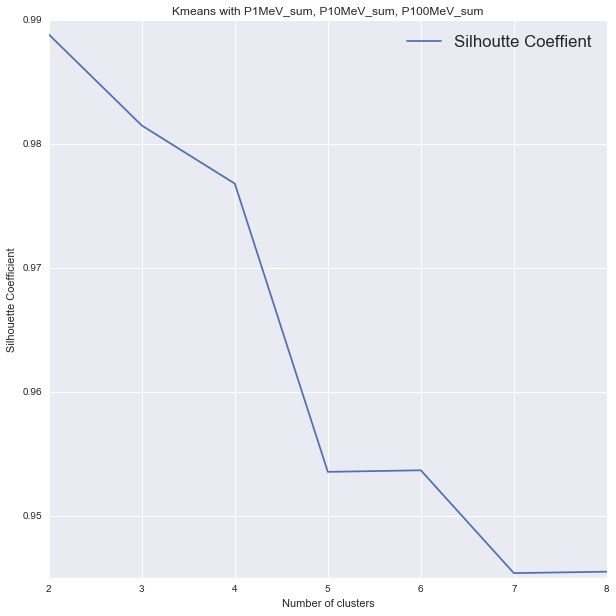 Kmeans with P1MeV_sum, P10MeV_sum, P100MeV_sum
Silhoutte Coeffient
0.99
0.98
0.97
0.96
0.95
Silhouette Coefficient
2 3 4 5 6 7 8
Number of clusters